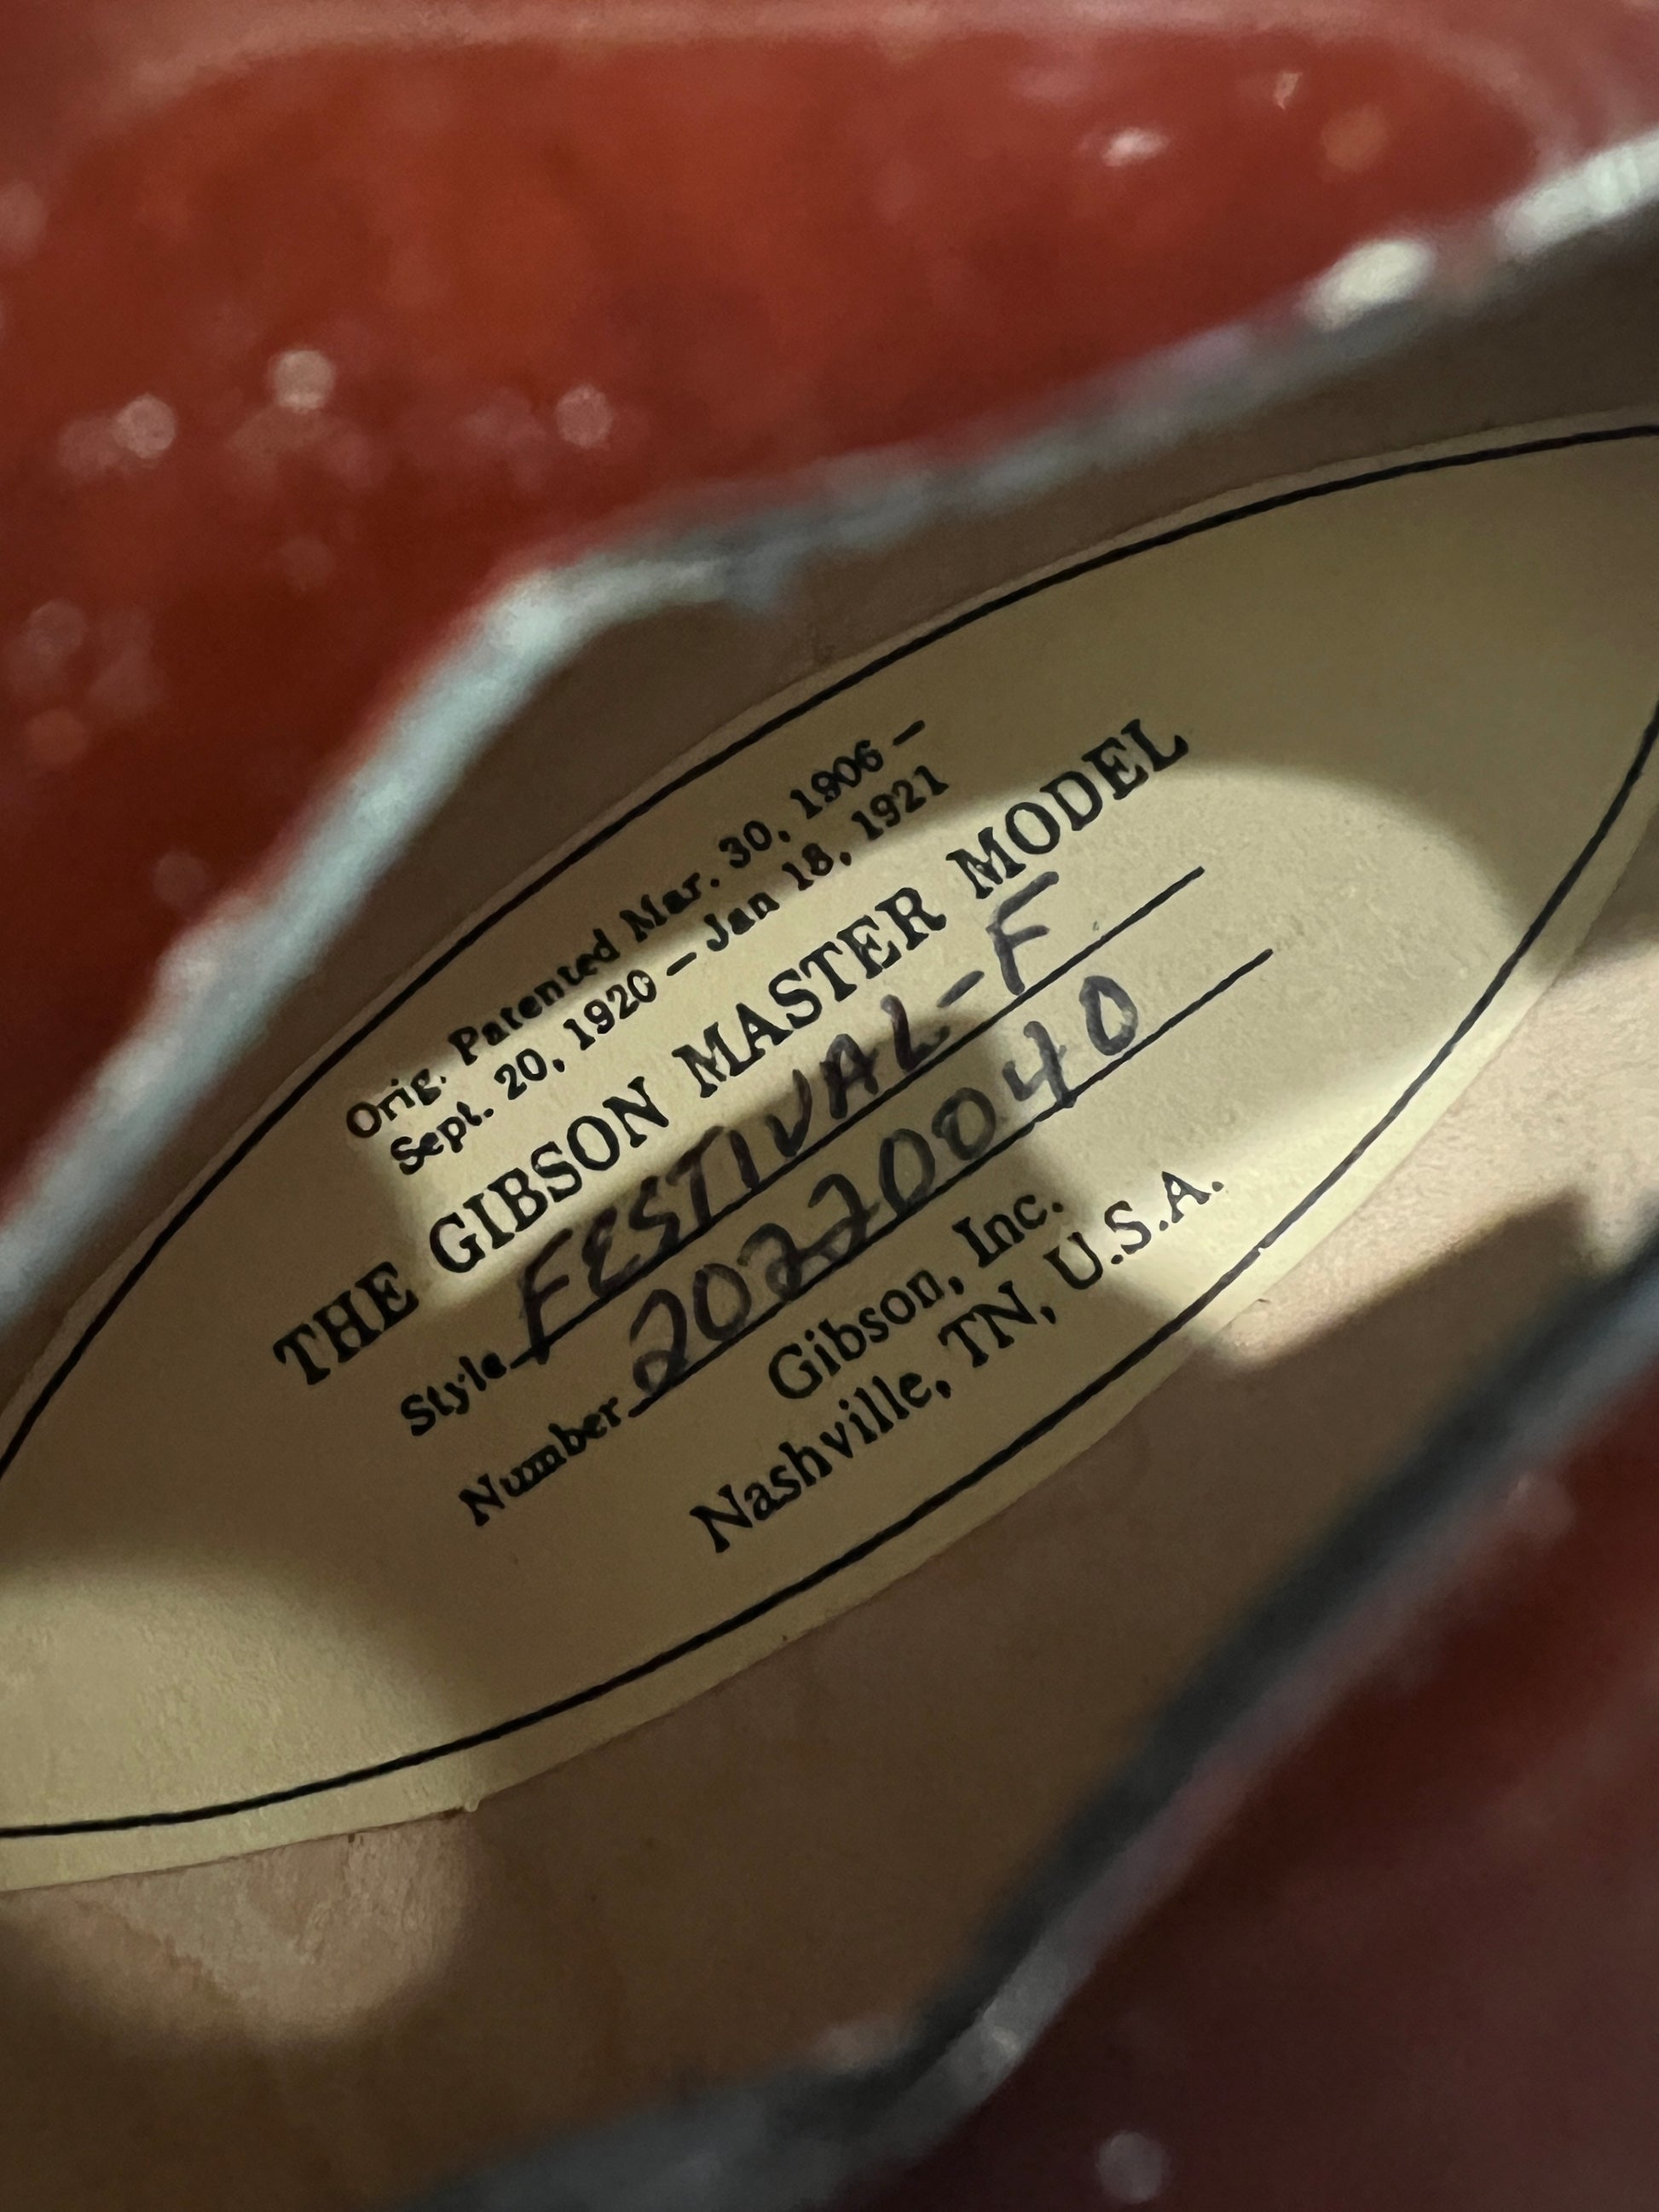 Orig. Patented Mar. 30, 1906 –
Sept. 20, 1920 – Jan 18, 1921
THE GIBSON MASTER MODEL
Style FESTIVAL-F
Number 20220040
Gibson, Inc.
Nashville, TN, U.S.A.